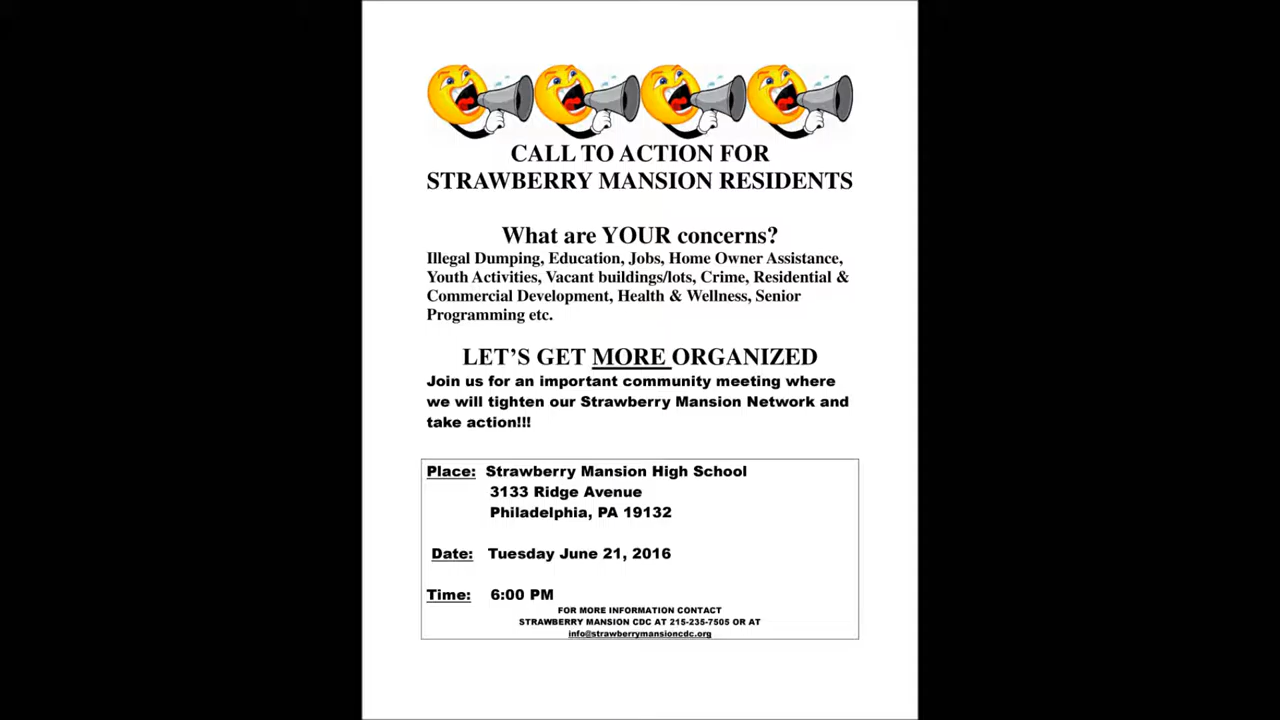 CALL TO ACTION FOR
STRAWBERRY MANSION RESIDENTS
What are YOUR concerns?
Illegal Dumping, Education, Jobs, Home Owner Assistance,
Youth Activities, Vacant buildings/lots, Crime, Residential &
Commercial Development, Health & Wellness, Senior
Programming etc.
LET’S GET MORE ORGANIZED
Join us for an important community meeting where
we will tighten our Strawberry Mansion Network and
take action!!!
Place: Strawberry Mansion High School
3133 Ridge Avenue
Philadelphia, PA 19132
Date: Tuesday June 21, 2016
Time: 6:00 PM
FOR MORE INFORMATION CONTACT
STRAWBERRY MANSION CDC AT 215-235-7505 OR AT
info@strawberrymansioncdc.org